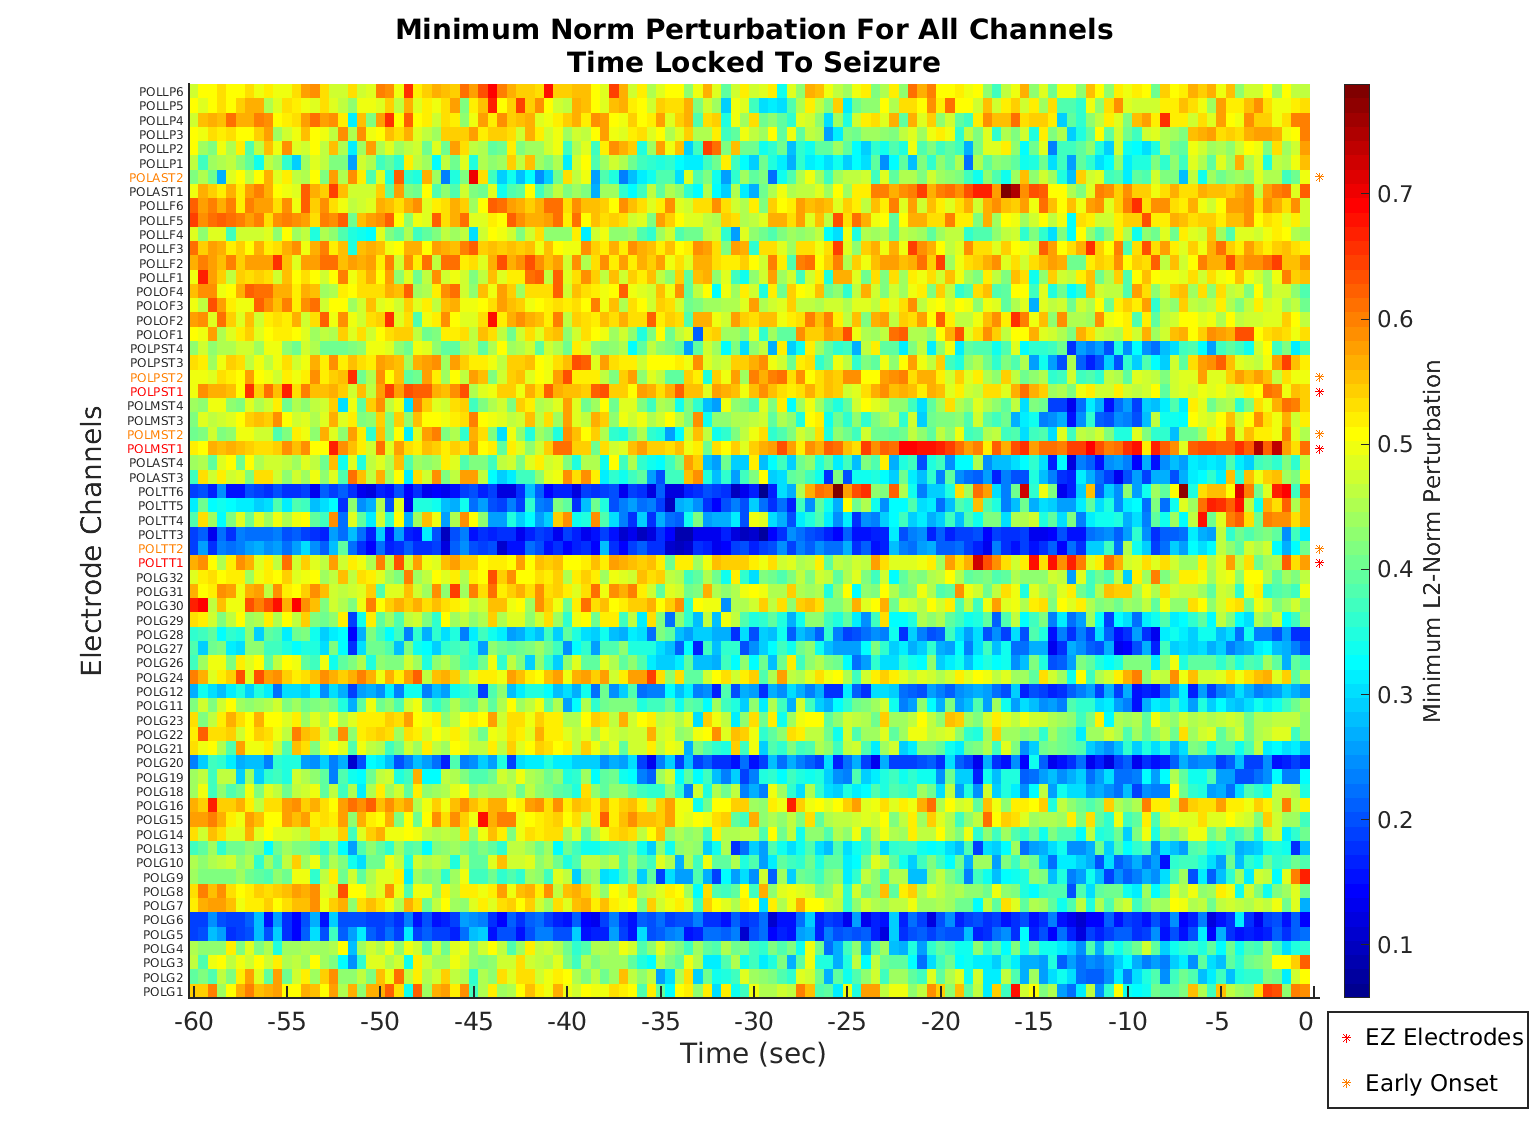 Minimum Norm Perturbation For All Channels
Time Locked To Seizure
Electrode Channels
POLLP6
POLLP5
POLLP4
POLLP3
POLLP2
POLLP1
POLAST2
POLAST1
POLLF6
POLLF5
POLLF4
POLLF3
POLLF2
POLLF1
POLOF4
POLOF3
POLOF2
POLOF1
POLPST4
POLPST3
POLPST2
POLPST1
POLMST4
POLMST3
POLMST2
POLMST1
POLAST4
POLAST3
POLTT6
POLTT5
POLTT4
POLTT3
POLTT2
POLTT1
POLG32
POLG31
POLG30
POLG29
POLG28
POLG27
POLG26
POLG24
POLG12
POLG11
POLG23
POLG22
POLG21
POLG20
POLG19
POLG18
POLG16
POLG15
POLG14
POLG13
POLG10
POLG9
POLG8
POLG7
POLG6
POLG5
POLG4
POLG3
POLG2
POLG1
-60 -55 -50 -45 -40 -35 -30 -25 -20 -15 -10 -5 0
Time (sec)
0.7
0.6
0.5
0.4
0.3
0.2
0.1
Minimum L2-Norm Perturbation
EZ Electrodes
Early Onset